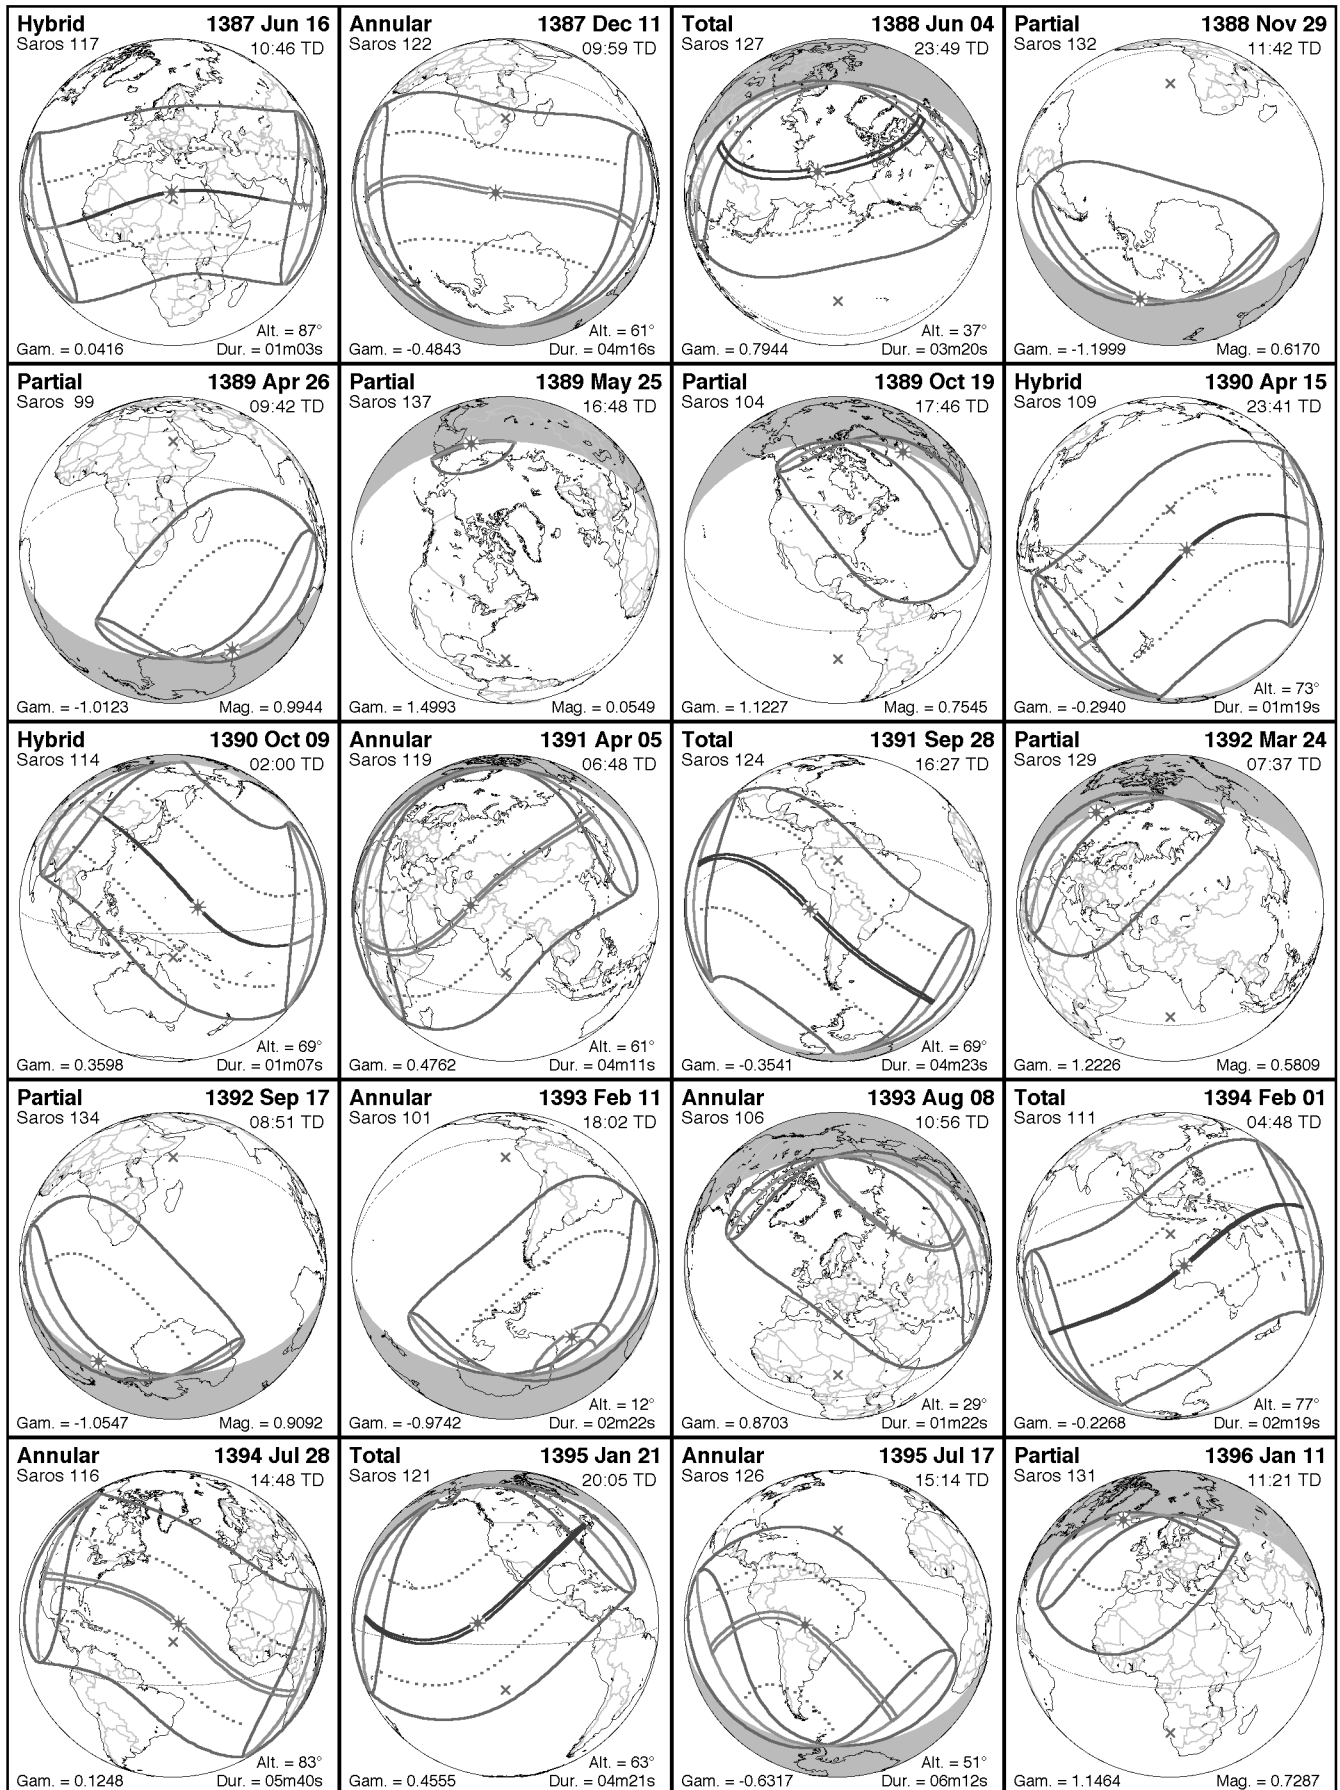 Hybrid 1387 Jun 16
Saros 117 10:46 TD
Alt. = 87°
Gam. = 0.0416 Dur. = 01m03s
Annular 1387 Dec 11
Saros 122 09:59 TD
Alt. = 61°
Gam. = -0.4843 Dur. = 04m16s
Total 1388 Jun 04
Saros 127 23:49 TD
Alt. = 37°
Gam. = 0.7944 Dur. = 03m20s
Partial 1388 Nov 29
Saros 132 11:42 TD
Gam. = -1.1999 Mag. = 0.6170
Partial 1389 Apr 26
Saros 99 09:42 TD
Gam. = -1.0123 Mag. = 0.9944
Partial 1389 May 25
Saros 137 16:48 TD
Gam. = 1.4993 Mag. = 0.0549
Partial 1389 Oct 19
Saros 104 17:46 TD
Gam. = 1.1227 Mag. = 0.7545
Hybrid 1390 Apr 15
Saros 109 23:41 TD
Alt. = 73°
Gam. = -0.2940 Dur. = 01m19s
Hybrid 1390 Oct 09
Saros 114 02:00 TD
Alt. = 69°
Gam. = 0.3598 Dur. = 01m07s
Annular 1391 Apr 05
Saros 119 06:48 TD
Alt. = 61°
Gam. = 0.4762 Dur. = 04m11s
Total 1391 Sep 28
Saros 124 16:27 TD
Alt. = 69°
Gam. = -0.3541 Dur. = 04m23s
Partial 1392 Mar 24
Saros 129 07:37 TD
Gam. = 1.2226 Mag. = 0.5809
Partial 1392 Sep 17
Saros 134 08:51 TD
Gam. = -1.0547 Mag. = 0.9092
Annular 1393 Feb 11
Saros 101 18:02 TD
Alt. = 12°
Gam. = -0.9742 Dur. = 02m22s
Annular 1393 Aug 08
Saros 106 10:56 TD
Alt. = 29°
Gam. = 0.8703 Dur. = 01m22s
Total 1394 Feb 01
Saros 111 04:48 TD
Alt. = 77°
Gam. = -0.2268 Dur. = 02m19s
Annular 1394 Jul 28
Saros 116 14:48 TD
Alt. = 83°
Gam. = 0.1248 Dur. = 05m40s
Total 1395 Jan 21
Saros 121 20:05 TD
Alt. = 63°
Gam. = 0.4555 Dur. = 04m21s
Annular 1395 Jul 17
Saros 126 15:14 TD
Alt. = 51°
Gam. = -0.6317 Dur. = 06m12s
Partial 1396 Jan 11
Saros 131 11:21 TD
Gam. = 1.1464 Mag. = 0.7287